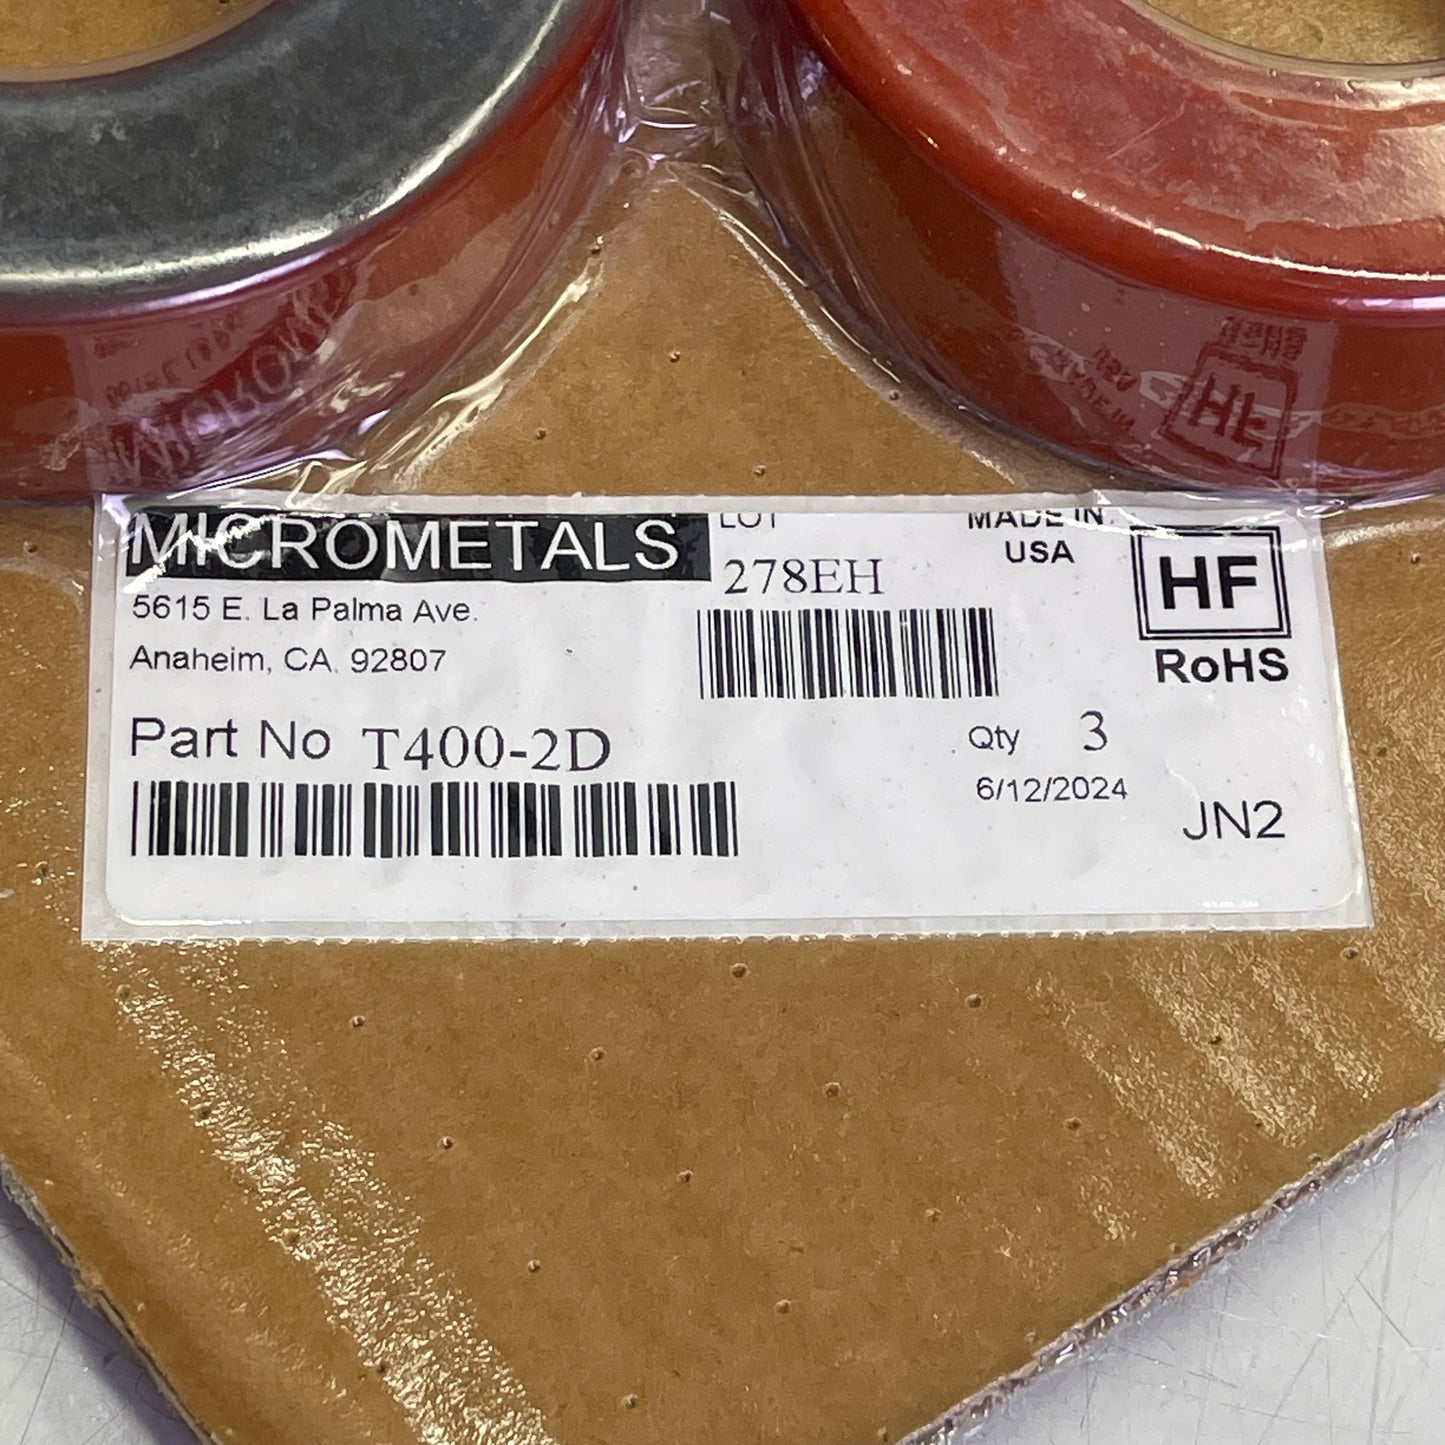 MICROMETALS
5615 E. La Palma Ave.
Anaheim, CA. 92807
LOT
278EH
MADE IN
USA
HF
RoHS
Part No T400-2D
Qty 3
6/12/2024
JN2
HF